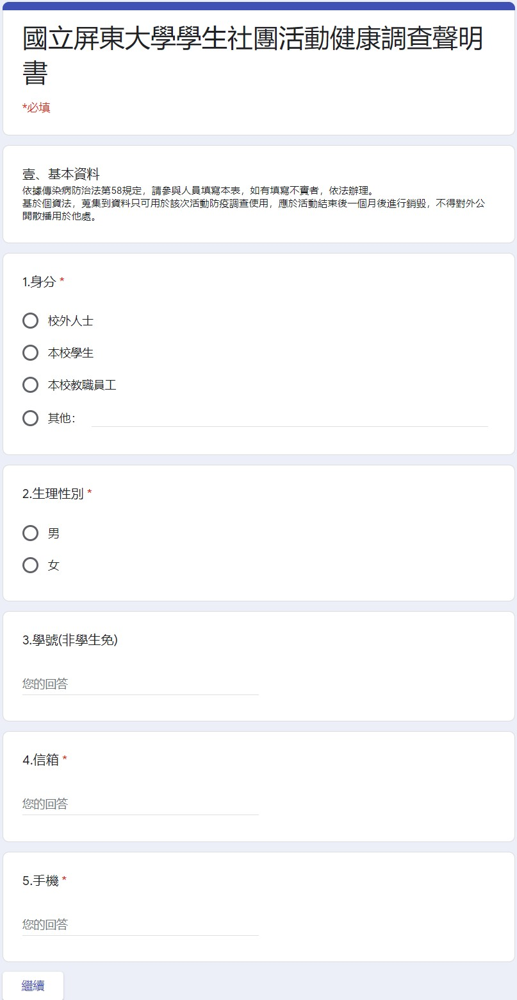 國立屏東大學學生社團活動健康調查聲明
書
*必填
壹、基本資料
依據傳染病防治法第58規定，請參與人員填寫本表，如有填寫不實者，依法辦理。
基於個資法，蒐集到資料只可用於該次活動防疫調查使用，應於活動結束後一個月後進行銷毀，不得對外公
開散播用於他處。
1.身分 *
校外人士
本校學生
本校教職員工
其他：
2.生理性別 *
男
女
3.學號(非學生免)
您的回答
4.信箱 *
您的回答
5.手機 *
您的回答
繼續